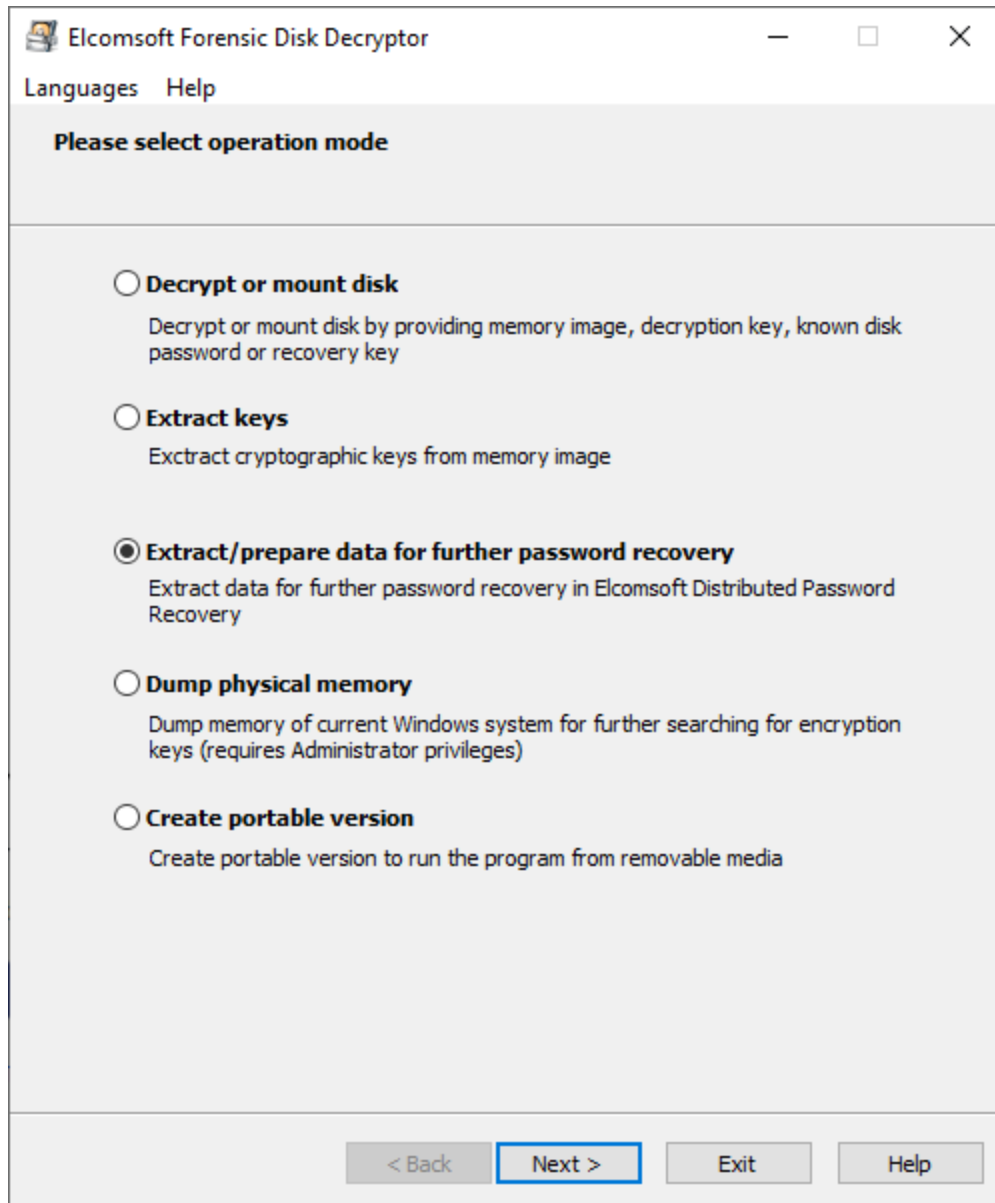 Elcomsoft Forensic Disk Decryptor
Languages Help
Please select operation mode
Decrypt or mount disk
Decrypt or mount disk by providing memory image, decryption key, known disk
password or recovery key
Extract keys
Exctract cryptographic keys from memory image
Extract/prepare data for further password recovery
Extract data for further password recovery in Elcomsoft Distributed Password
Recovery
Dump physical memory
Dump memory of current Windows system for further searching for encryption
keys (requires Administrator privileges)
Create portable version
Create portable version to run the program from removable media
< Back Next > Exit Help